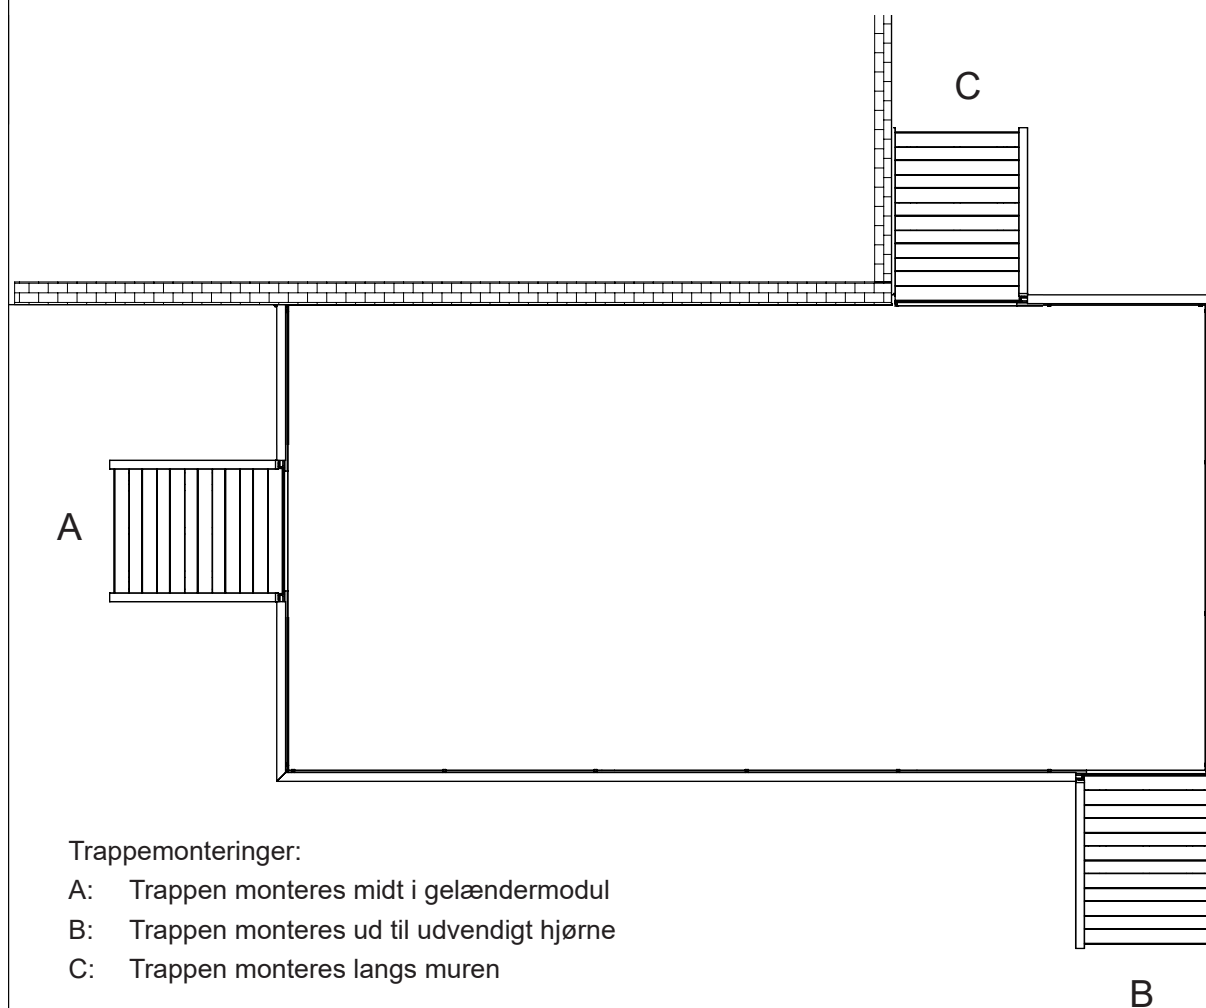 C
A
Trappemonteringer:
A: Trappen monteres midt i gelændermodul
B: Trappen monteres ud til udvendigt hjørne
C: Trappen monteres langs muren
B